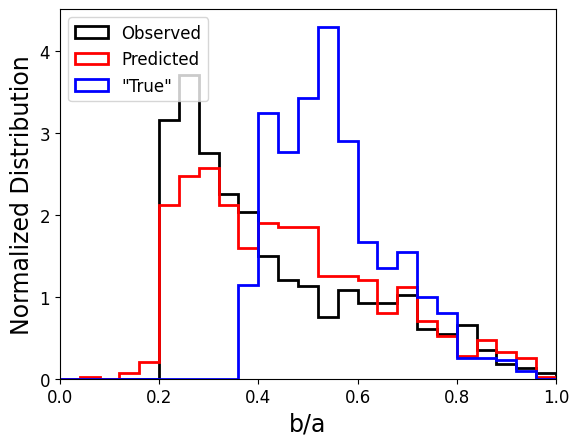 Observed
Predicted
"True"
Normalized Distribution
4
3
2
1
0
0.0 0.2 0.4 0.6 0.8 1.0
b/a